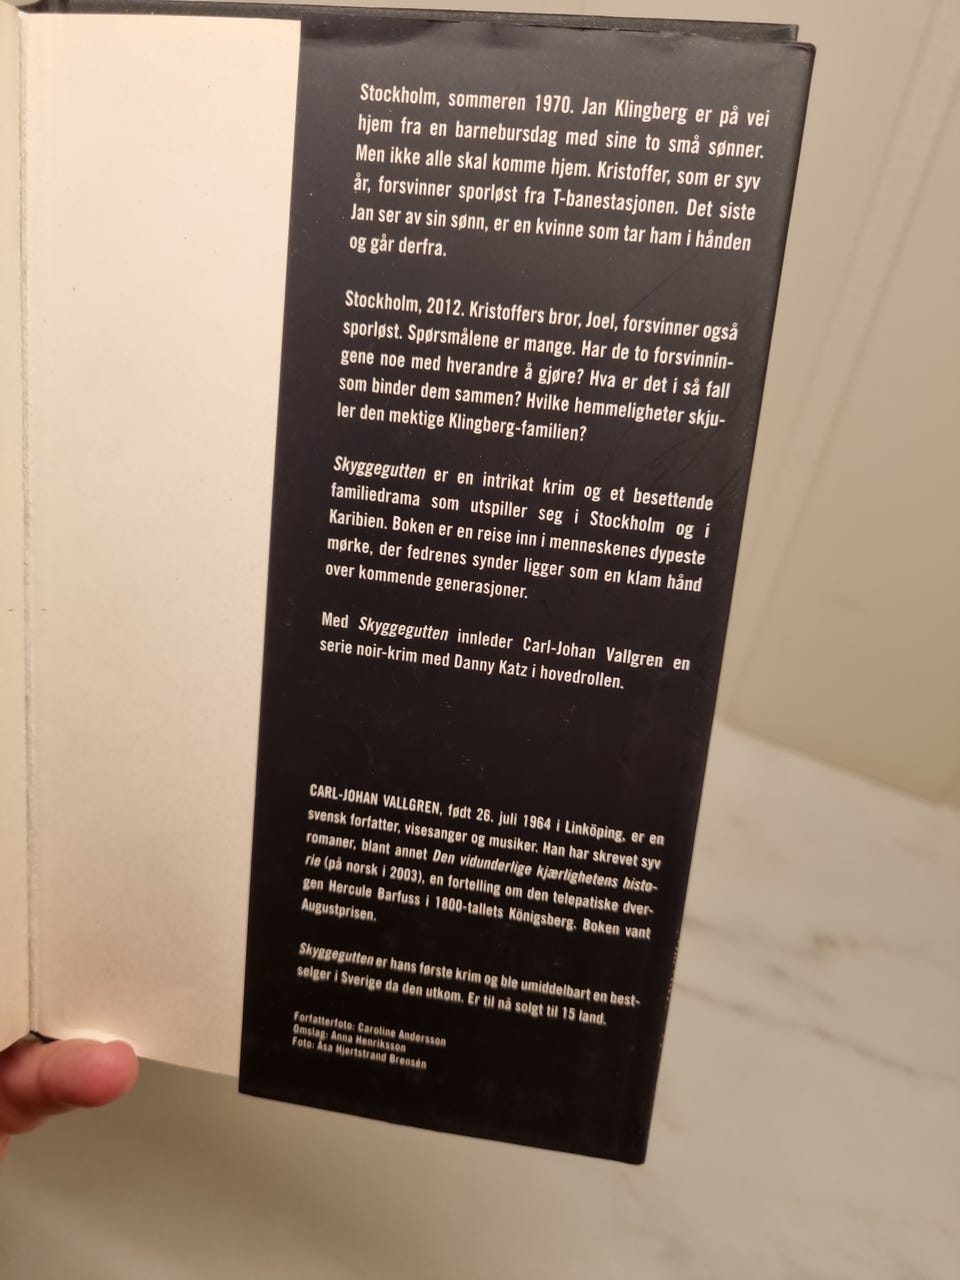 Stockholm, sommeren 1970. Jan Klingberg er på vei
hjem fra en barnebursdag med sine to små sønner.
Men ikke alle skal komme hjem. Kristoffer, som er syv
år, forsvinner sporløst fra T-banestasjonen. Det siste
Jan ser av sin sønn, er en kvinne som tar ham i hånden
og går derfra.
Stockholm, 2012. Kristoffers bror, Joel, forsvinner også
sporløst. Spørsmålene er mange. Har de to forsvinnin-
gene noe med hverandre å gjøre? Hva er det i så fall
som binder dem sammen? Hvilke hemmeligheter skju-
ler den mektige Klingberg-familien?
Skyggegutten er en intrikat krim og et besettende
familiedrama som utspiller seg i Stockholm og i
Karibien. Boken er en reise inn i menneskenes dypeste
mørke, der fedrenes synder ligger som en klam hånd
over kommende generasjoner.
Med Skyggegutten innleder Carl-Johan Vallgren en
serie noir-krim med Danny Katz i hovedrollen.
CARL-JOHAN VALLGREN, født 26. juli 1964 i Linköping, er en
svensk forfatter, visesanger og musiker. Han har skrevet syv
romaner, blant annet Den vidunderlige kjærlighetens histo-
rie (på norsk i 2003), en fortelling om den telepatiske dver-
gen Hercule Barfuss i 1800-tallets Königsberg. Boken vant
Augustprisen.
Skyggegutten er hans første krim og ble umiddelbart en best-
selger i Sverige da den utkom. Er til nå solgt til 15 land.
Forfatterfoto: Caroline Andersson
Omslag: Anna Henriksson
Foto: Åsa Hjertstrand Brensén